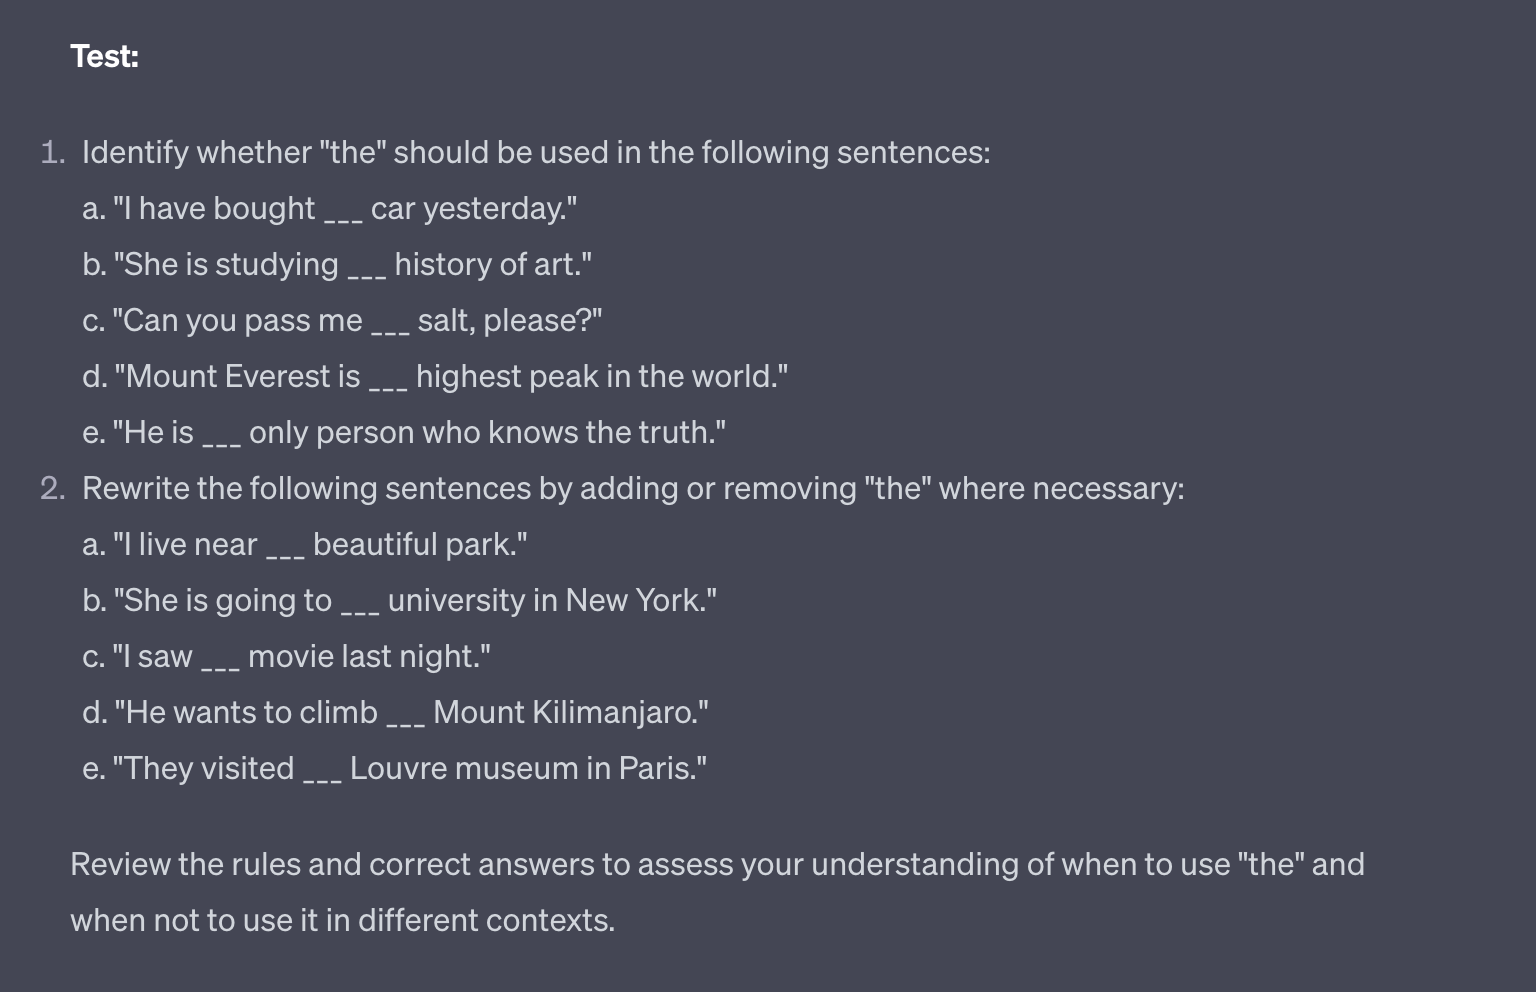 Test:
1. Identify whether "the" should be used in the following sentences:
a. "I have bought ___ car yesterday."
b. "She is studying ___ history of art."
c. "Can you pass me ___ salt, please?"
d. "Mount Everest is ___ highest peak in the world."
e. "He is ___ only person who knows the truth."
2. Rewrite the following sentences by adding or removing "the" where necessary:
a. "I live near ___ beautiful park."
b. "She is going to ___ university in New York."
c. "I saw ___ movie last night."
d. "He wants to climb ___ Mount Kilimanjaro."
e. "They visited ___ Louvre museum in Paris."
Review the rules and correct answers to assess your understanding of when to use "the" and
when not to use it in different contexts.